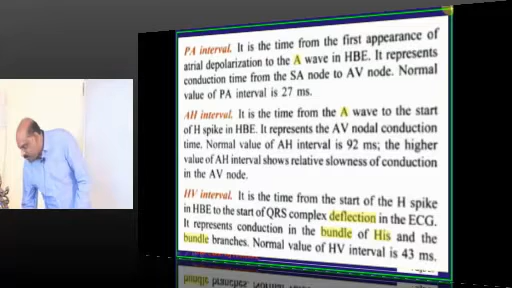 PA interval. It is the time from the first appearance of
atrial depolarization to the A wave in HBE. It represents
conduction time from the SA node to AV node. Normal
value of PA interval is 27 ms.
AH interval. It is the time from the A wave to the start
of H spike in HBE. It represents the AV nodal conduction
time. Normal value of AH interval is 92 ms; the higher
value of AH interval shows relative slowness of conduction
in the AV node.
HV interval. It is the time from the start of the H spike
in HBE to the start of QRS complex deflection in the ECG.
It represents conduction in the bundle of His and the
bundle branches. Normal value of HV interval is 43 ms.